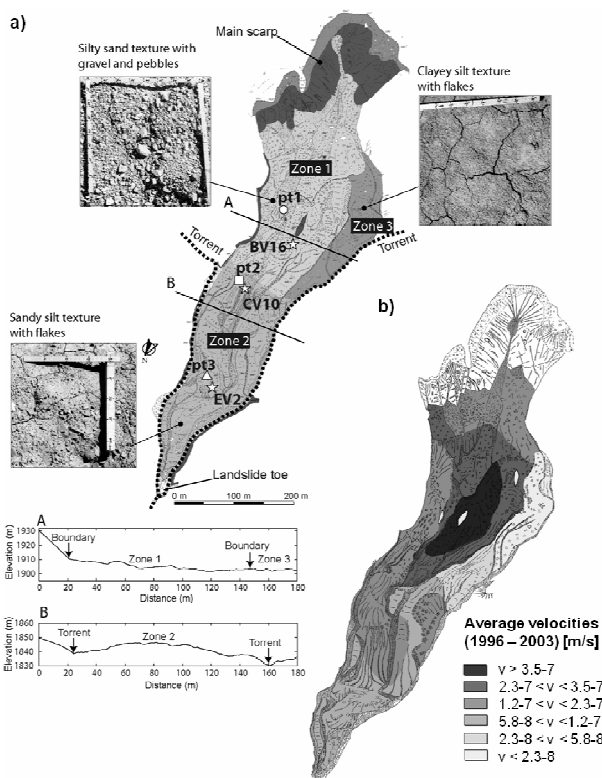 a)
Silty sand texture with
gravel and pebbles
Main scarp
Clayey silt texture
with flakes
Zone 1
pt1
A
Zone 3
Torrent
BV16
Torrent
pt2
B
CV10
Sandy silt texture
with flakes
N
Zone 2
pt3
EV2
Landslide toe
0 m 100 m 200 m
b)
A
Elevation (m)
1930
1920
1910
1900
Boundary
Zone 1
Boundary
Zone 3
0 20 40 60 80 100 120 140 160 180
Distance (m)
B
Elevation (m)
1860
1850
1840
1830
Torrent
Zone 2
Torrent
0 20 40 60 80 100 120 140 160 180
Distance (m)
Average velocities
(1996 – 2003) [m/s]
v > 3.5-7
2.3-7 < v < 3.5-7
1.2-7 < v < 2.3-7
5.8-8 < v < 1.2-7
2.3-8 < v < 5.8-8
v < 2.3-8